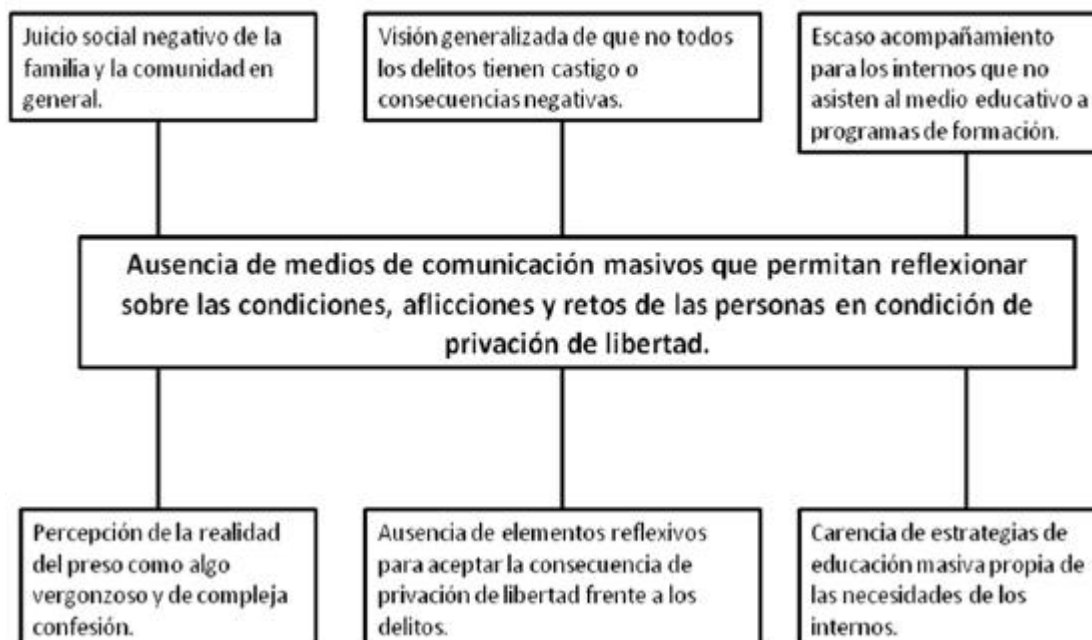 Juicio social negativo de la
familia y la comunidad en
general.
Visión generalizada de que no todos
los delitos tienen castigo o
consecuencias negativas.
Escaso acompañamiento
para los internos que no
asisten al medio educativo a
programas de formación.
Ausencia de medios de comunicación masivos que permitan reflexionar
sobre las condiciones, aflicciones y retos de las personas en condición de
privación de libertad.
Percepción de la realidad
del preso como algo
vergonzoso y de compleja
confesión.
Ausencia de elementos reflexivos
para aceptar la consecuencia de
privación de libertad frente a los
delitos.
Carencia de estrategias de
educación masiva propia de
las necesidades de los
internos.